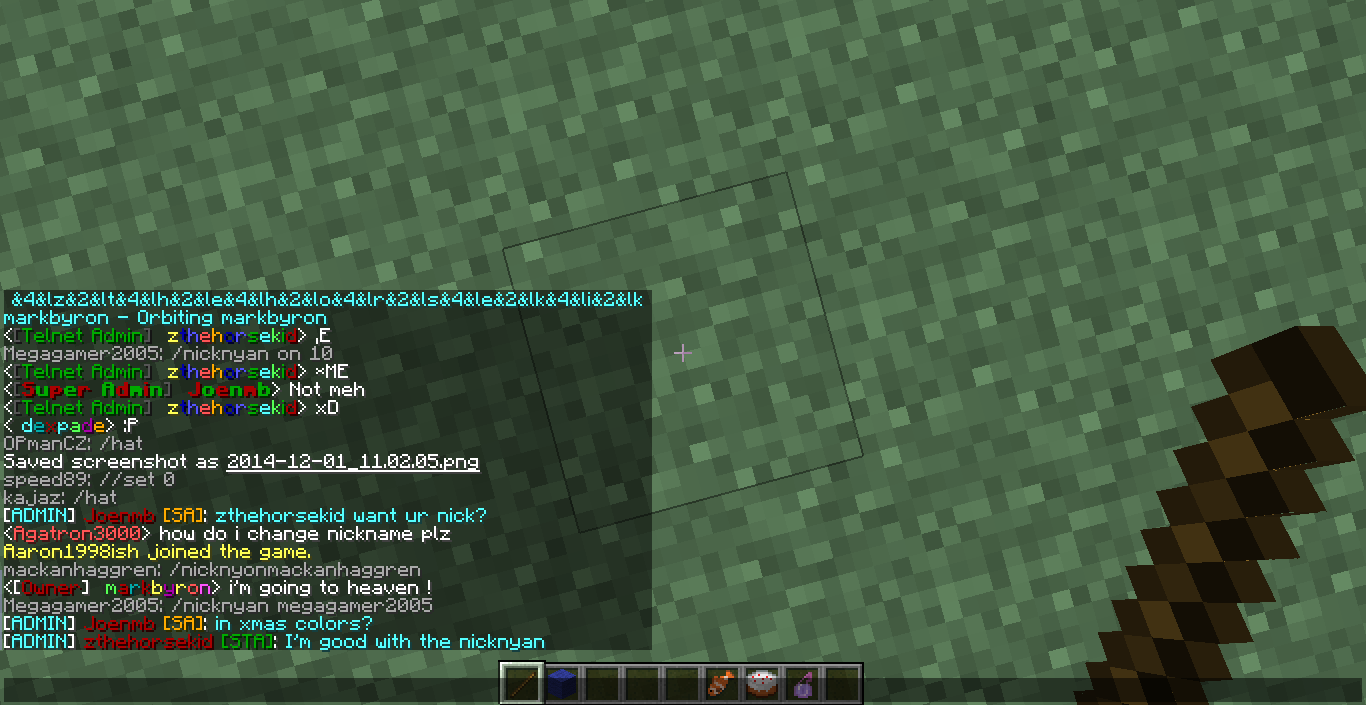 &4&lz&2&lt&4&lh&2&le&4&lh&2&lo&4&lr&2&ls&4&le&2&lk&4&li&2&lk
markbyron - Orbiting markbyron
<[Telnet Admin] zthehorsekid> ,E
Megagamer2005: /nicknyan on 10
<[Telnet Admin] zthehorsekid> *ME
<[Super Admin] Joenmb> Not meh
<[Telnet Admin] zthehorsekid> xD
< dexpade> :P
OPmanCZ: /hat
Saved screenshot as 2014-12-01_11.02.05.png
speed89: //set 0
kajaz: /hat
[ADMIN] Joenmb [SA]: zthehorsekid want ur nick?
<Agatron3000> how do i change nickname plz
Aaron1998ish joined the game.
mackanhaggren: /nicknyonmackanhaggren
<[Owner] markbyron> i'm going to heaven !
Megagamer2005: /nicknyan megagamer2005
[ADMIN] Joenmb [SA]: in xmas colors?
[ADMIN] zthehorsekid [STA]: I'm good with the nicknyan